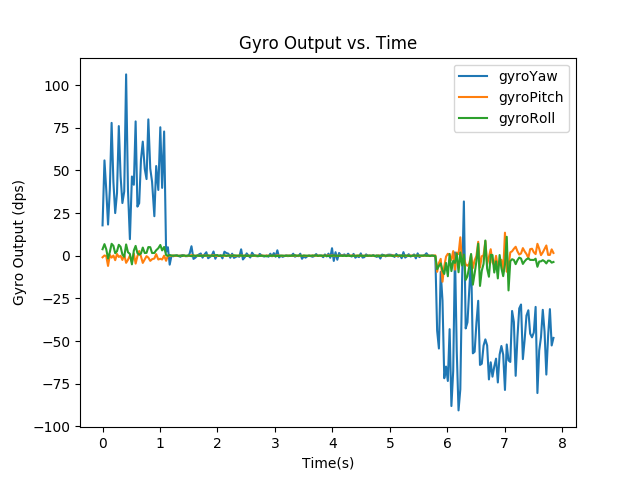 Gyro Output vs. Time
gyroYaw
gyroPitch
gyroRoll
100
75
50
25
0
−25
−50
−75
−100
Gyro Output (dps)
0 1 2 3 4 5 6 7 8
Time(s)